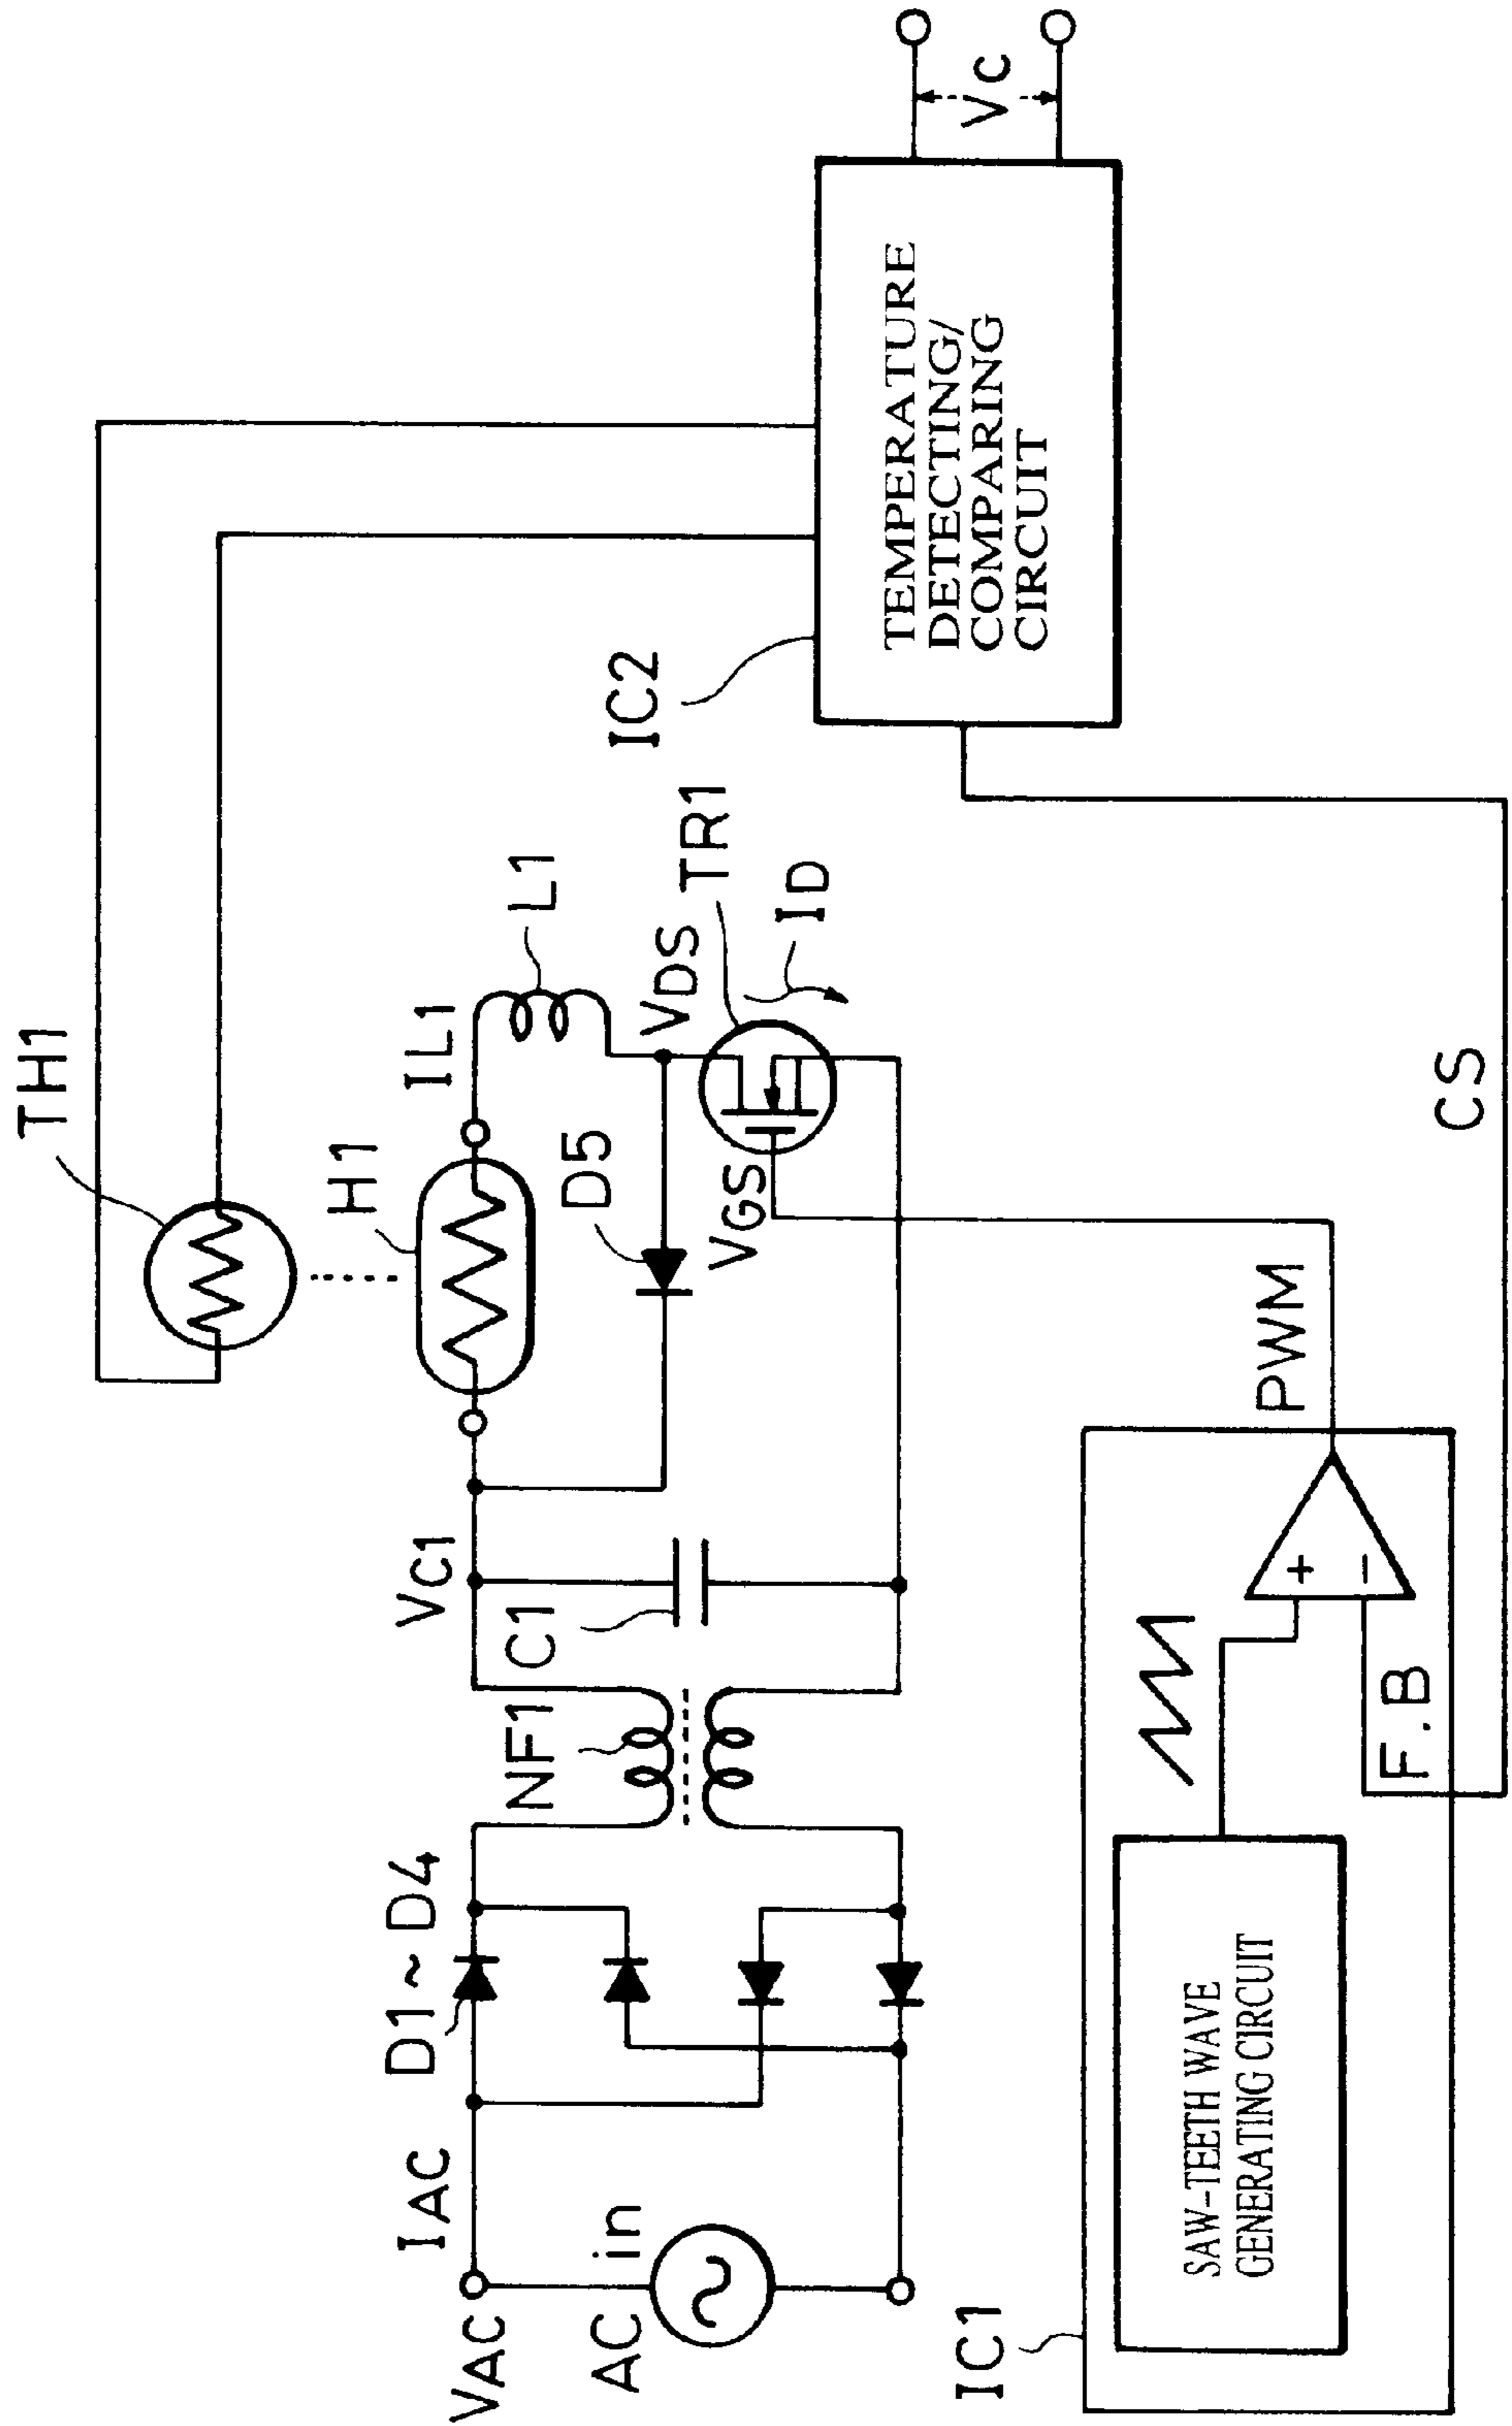 TH1
H1
IL1
L1
IC2
VAC
AC in
IAC
D1~D4
NF1
VC1
C1
D5
VDS
VGS
TR1
ID
TEMPERATURE
DETECTING/
COMPARING
CIRCUIT
Vc
IC1
SAW-TEETH WAVE
GENERATING CIRCUIT
+
−
F.B
PWM
CS